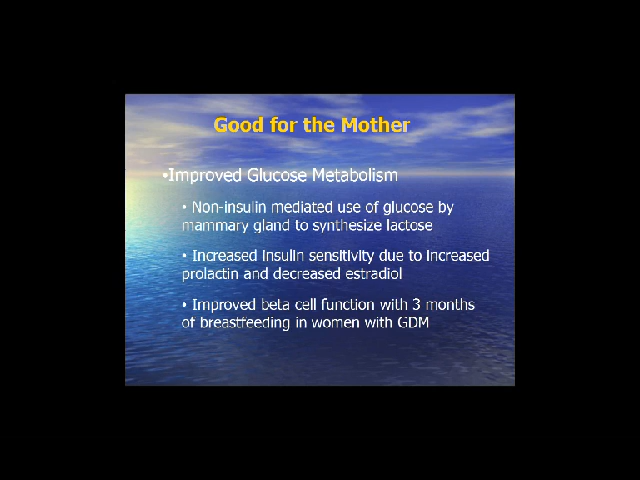 Good for the Mother
•Improved Glucose Metabolism
• Non-insulin mediated use of glucose by
mammary gland to synthesize lactose
• Increased insulin sensitivity due to increased
prolactin and decreased estradiol
• Improved beta cell function with 3 months
of breastfeeding in women with GDM